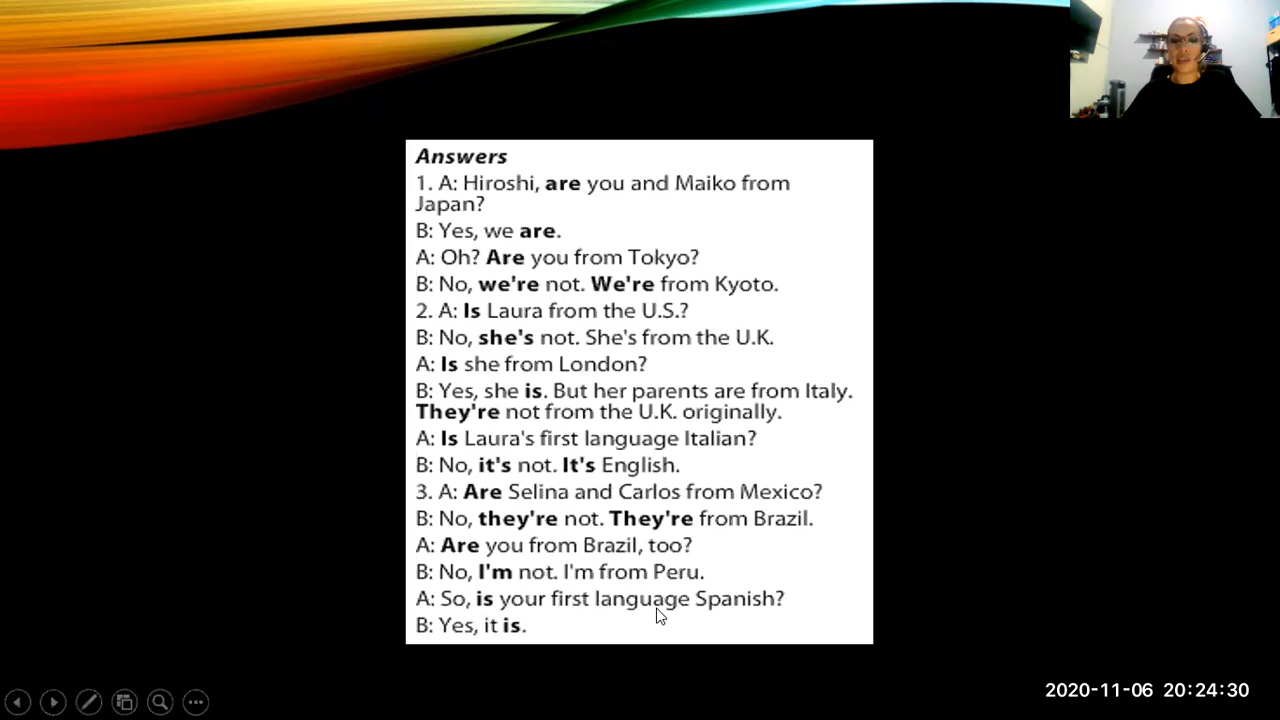 Answers
1. A: Hiroshi, are you and Maiko from
Japan?
B: Yes, we are.
A: Oh? Are you from Tokyo?
B: No, we're not. We're from Kyoto.
2. A: Is Laura from the U.S.?
B: No, she's not. She's from the U.K.
A: Is she from London?
B: Yes, she is. But her parents are from Italy.
They're not from the U.K. originally.
A: Is Laura's first language Italian?
B: No, it's not. It's English.
3. A: Are Selina and Carlos from Mexico?
B: No, they're not. They're from Brazil.
A: Are you from Brazil, too?
B: No, I'm not. I'm from Peru.
A: So, is your first language Spanish?
B: Yes, it is.
2020-11-06 20:24:30